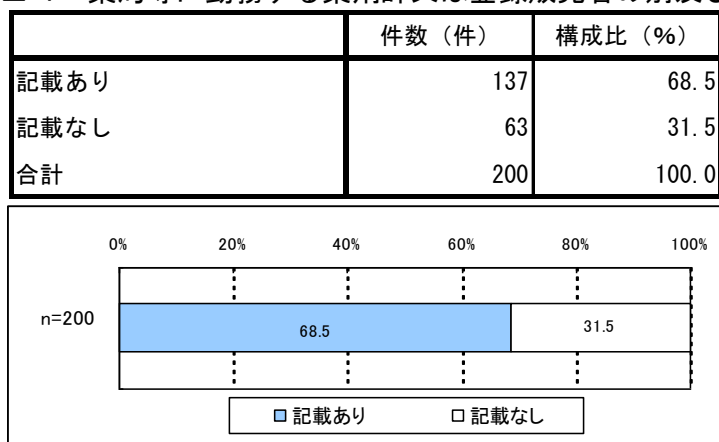 件数（件） 構成比（%）
記載あり 137 68.5
記載なし 63 31.5
合計 200 100.0
0% 20% 40% 60% 80% 100%
n=200 68.5 31.5
記載あり 記載なし